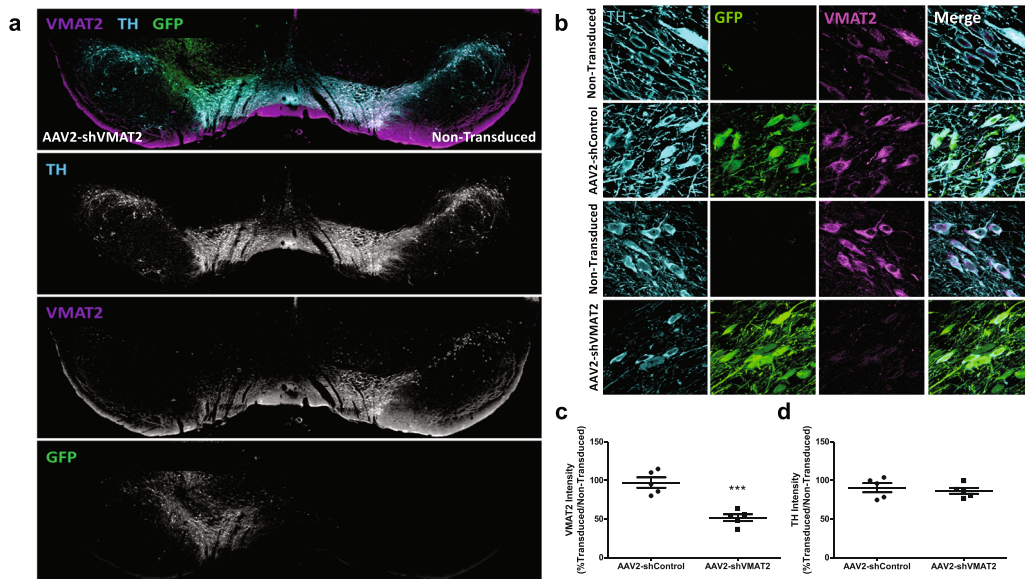 a
VMAT2 TH GFP
AAV2-shVMAT2
Non-Transduced
TH
VMAT2
GFP
b
TH
GFP
VMAT2
Merge
Non-Transduced
AAV2-shControl
Non-Transduced
AAV2-shVMAT2
c
VMAT2 Intensity
(%Transduced/Non-Transduced)
150
100
50
0
***
AAV2-shControl
AAV2-shVMAT2
d
TH Intensity
(%Transduced/Non-Transduced)
150
100
50
0
AAV2-shControl
AAV2-shVMAT2